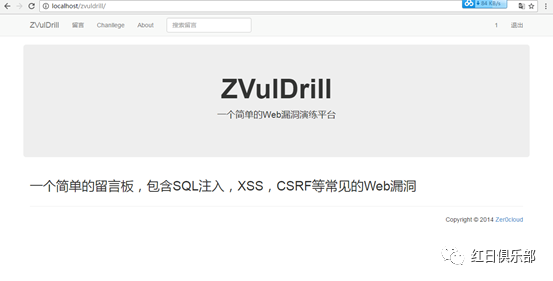 localhost/zvuldrill/
ZVulDrill 留言 Chanllege About 搜索留言 1 退出
ZVulDrill
一个简单的Web漏洞演练平台
一个简单的留言板，包含SQL注入，XSS，CSRF等常见的Web漏洞
Copyright © 2014 Zer0cloud
红日俱乐部